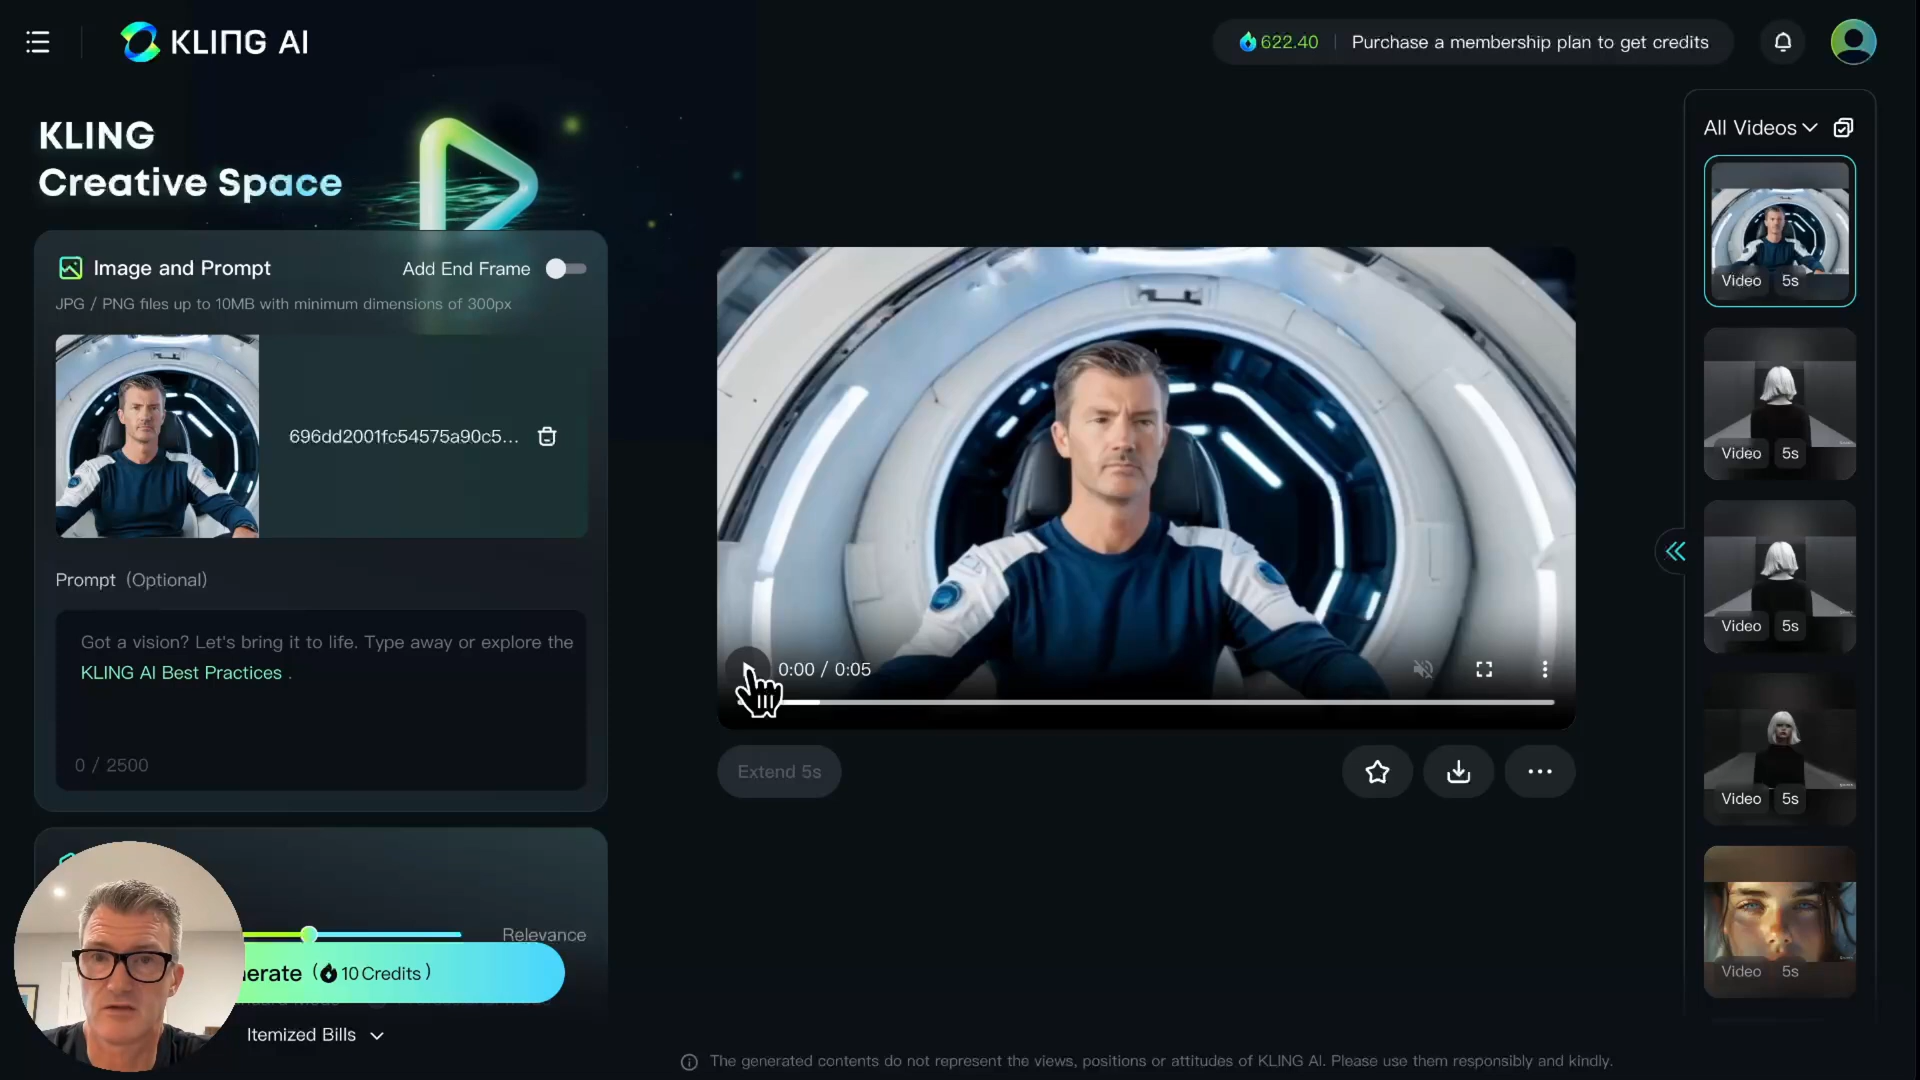 KLING AI
622.40
Purchase a membership plan to get credits
KLING
Creative Space
All Videos
Image and Prompt
Add End Frame
JPG / PNG files up to 10MB with minimum dimensions of 300px
696dd2001fc54575a90c5...
Prompt (Optional)
Got a vision? Let's bring it to life. Type away or explore the
KLING AI Best Practices .
0 / 2500
0:00 / 0:05
Extend 5s
Video 5s
Video 5s
Video 5s
Video 5s
Video 5s
Relevance
erate ( 10 Credits )
Itemized Bills
The generated contents do not represent the views, positions or attitudes of KLING AI. Please use them responsibly and kindly.